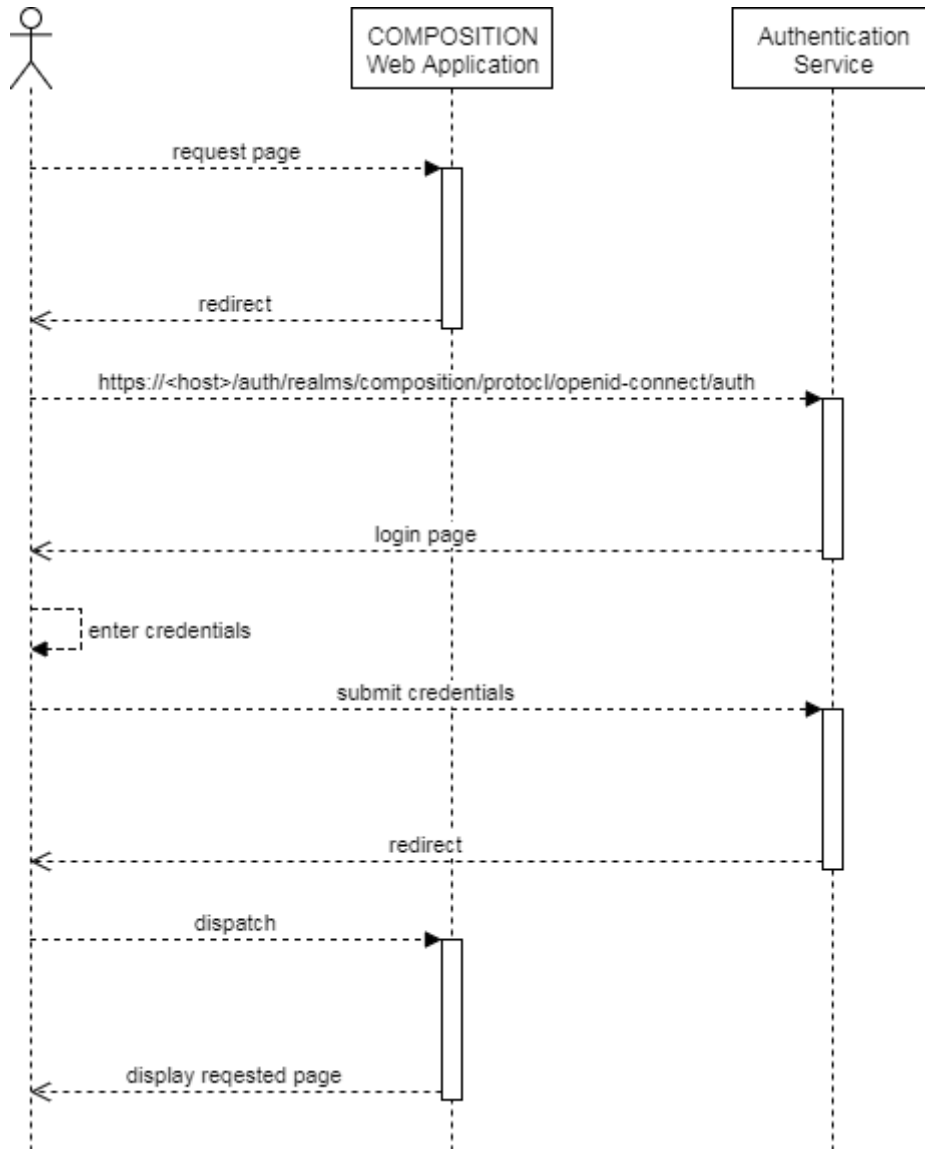 COMPOSITION
Web Application
Authentication
Service
request page
redirect
https://<host>/auth/realms/composition/protocl/openid-connect/auth
login page
enter credentials
submit credentials
redirect
dispatch
display reqested page